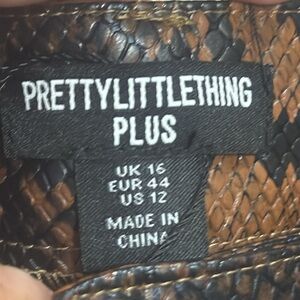 PRETTYLITTLETHING
PLUS
UK 16
EUR 44
US 12
MADE IN
CHINA